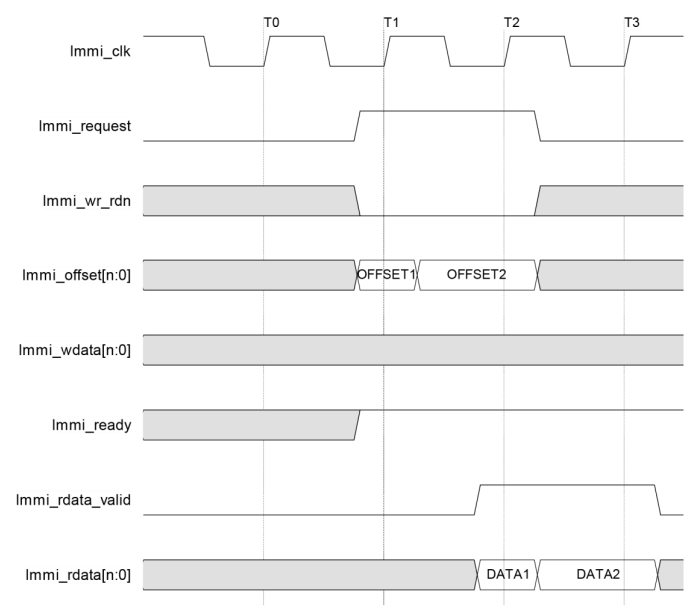 T0 T1 T2 T3
lmmi_clk
lmmi_request
lmmi_wr_rdn
lmmi_offset[n:0] OFFSET1 OFFSET2
lmmi_wdata[n:0]
lmmi_ready
lmmi_rdata_valid
lmmi_rdata[n:0] DATA1 DATA2